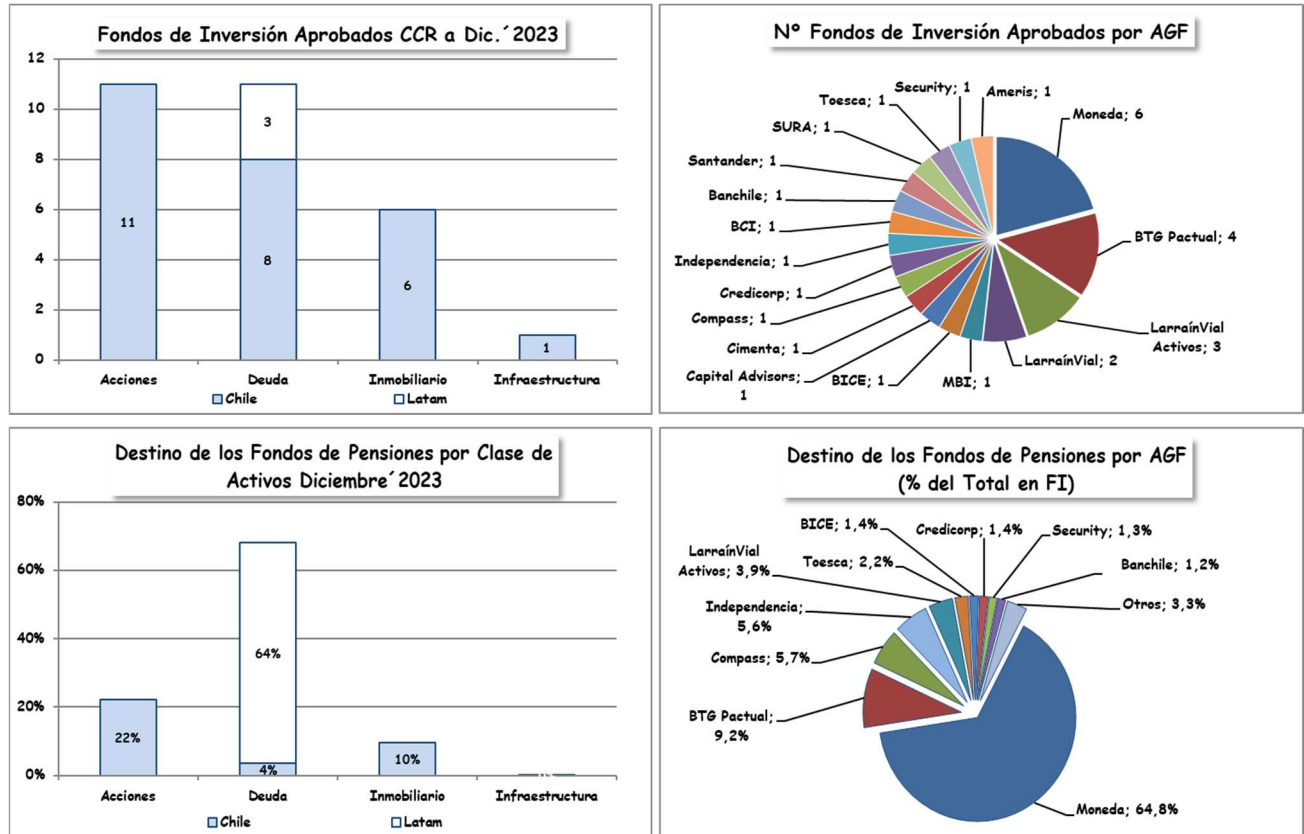 Fondos de Inversión Aprobados CCR a Dic.´2023
12
10
8
6
4
2
0
11
3
8
6
1
Acciones
Deuda
Inmobiliario
Infraestructura
Chile
Latam
Nº Fondos de Inversión Aprobados por AGF
Security; 1
Ameris; 1
Toesca; 1
Moneda; 6
SURA; 1
Santander; 1
Banchile; 1
BTG Pactual; 4
BCI; 1
Independencia; 1
Credicorp; 1
LarraínVial
Activos; 3
Compass; 1
Cimenta; 1
LarraínVial; 2
Capital Advisors;
1
BICE; 1
MBI; 1
Destino de los Fondos de Pensiones por Clase de
Activos Diciembre´2023
80%
60%
40%
20%
0%
22%
64%
4%
10%
Acciones
Deuda
Inmobiliario
Infraestructura
Chile
Latam
Destino de los Fondos de Pensiones por AGF
(% del Total en FI)
BICE; 1,4%
Credicorp; 1,4%
Security; 1,3%
LarraínVial
Activos; 3,9%
Toesca; 2,2%
Banchile; 1,2%
Independencia;
5,6%
Otros; 3,3%
Compass; 5,7%
BTG Pactual;
9,2%
Moneda; 64,8%